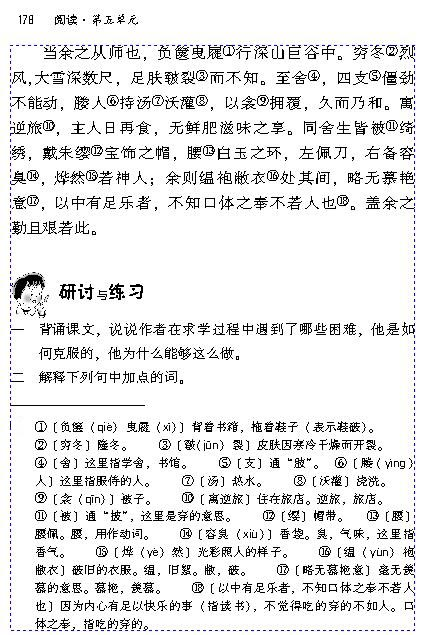 178 阅读·第五单元
当余之从师也，负箧曳屣①行深山巨谷中。穷冬②烈
风，大雪深数尺，足肤皲裂③而不知。至舍④，四支⑤僵劲
不能动，媵人⑥持汤⑦沃灌⑧，以衾⑨拥覆，久而乃和。寓
逆旅⑩，主人日再食，无鲜肥滋味之享。同舍生皆被⑪绮
绣，戴朱缨⑫宝饰之帽，腰⑬白玉之环，左佩刀，右备容
臭⑭，烨然⑮若神人；余则缊袍敝衣⑯处其间，略无慕艳
意⑰，以中有足乐者，不知口体之奉不若人也⑱。盖余之
勤且艰若此。
研讨与练习
一 背诵课文，说说作者在求学过程中遇到了哪些困难，他是如
何克服的，他为什么能够这么做。
二 解释下列句中加点的词。
①〔负箧（qiè）曳屣（xǐ）〕背着书箱，拖着鞋子（表示鞋破）。
②〔穷冬〕隆冬。 ③〔皲（jūn）裂〕皮肤因寒冷干燥而开裂。
④〔舍〕这里指学舍，书馆。 ⑤〔支〕通“肢”。 ⑥〔媵（yìng）
人〕这里指服侍的人。 ⑦〔汤〕热水。 ⑧〔沃灌〕浇洗。
⑨〔衾（qīn）〕被子。 ⑩〔寓逆旅〕住在旅店。逆旅，旅店。
⑪〔被〕通“披”，这里是穿的意思。 ⑫〔缨〕帽带。 ⑬〔腰〕
腰佩。腰，用作动词。 ⑭〔容臭（xiù）〕香袋。臭，气味，这里指
香气。 ⑮〔烨（yè）然〕光彩照人的样子。 ⑯〔缊（yùn）袍
敝衣〕破旧的衣服。缊，旧絮。敝，破。 ⑰〔略无慕艳意〕毫无羡
慕的意思。慕艳，羡慕。 ⑱〔以中有足乐者，不知口体之奉不若人
也〕因为内心有足以快乐的事（指读书），不觉得吃的穿的不如人。口
体之奉，指吃的穿的。